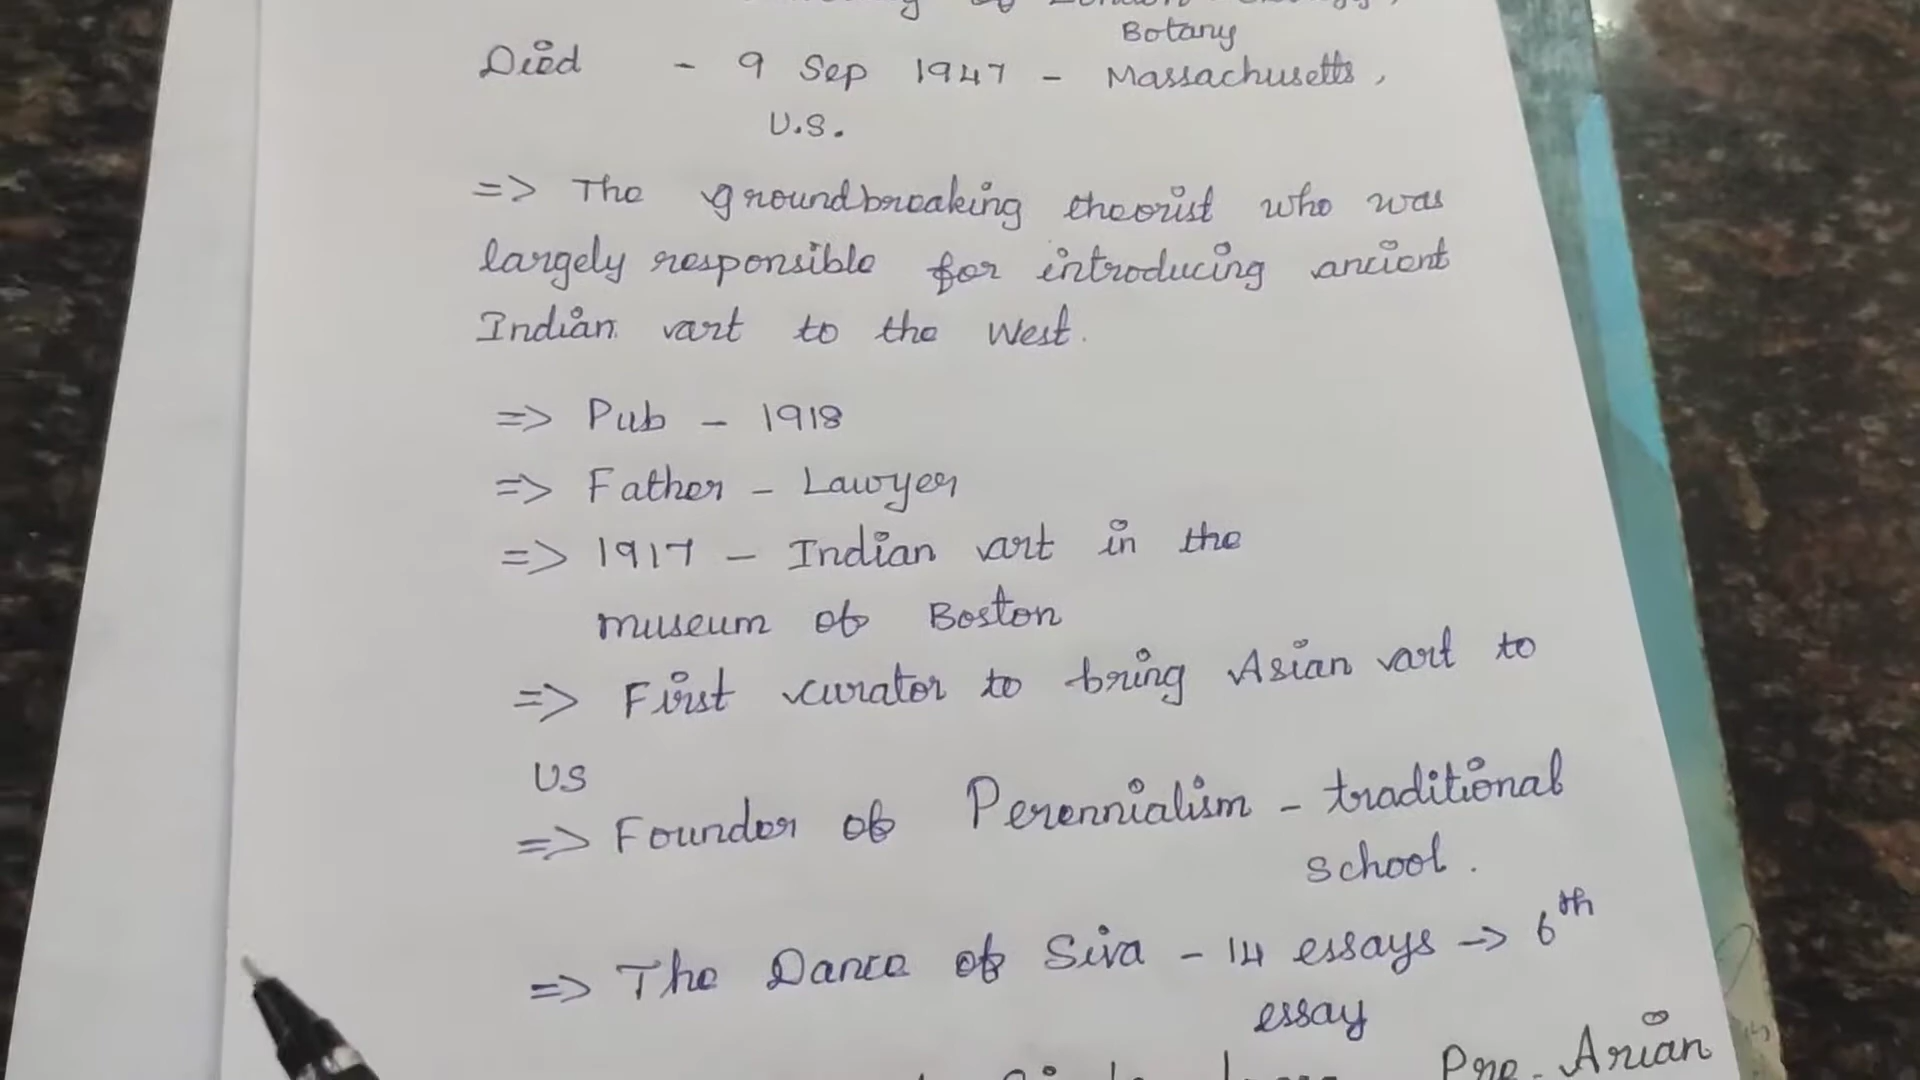 of London
Botany
Died - 9 Sep 1947 - Massachusetts,
U.S.
=> The groundbreaking theorist who was
largely responsible for introducing ancient
Indian art to the West.
=> Pub - 1918
=> Father - Lawyer
=> 1917 - Indian art in the
museum of Boston
=> First curator to bring Asian art to
US
=> Founder of Perennialism - traditional
school.
=> The Dance of Siva - 14 essays -> 6th
essay
Pre-Arian